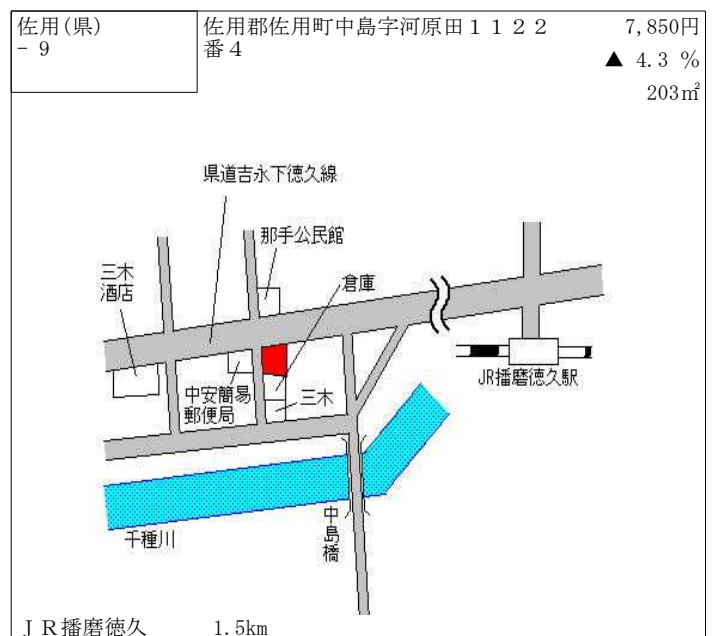 佐用(県)
- 9
佐用郡佐用町中島字河原田１１２２
番４
7,850円
▲ 4.3 %
203㎡
県道吉永下徳久線
那手公民館
三木
酒店
倉庫
中安簡易
郵便局
三木
JR播磨徳久駅
千種川
中島橋
ＪＲ播磨徳久 1.5km